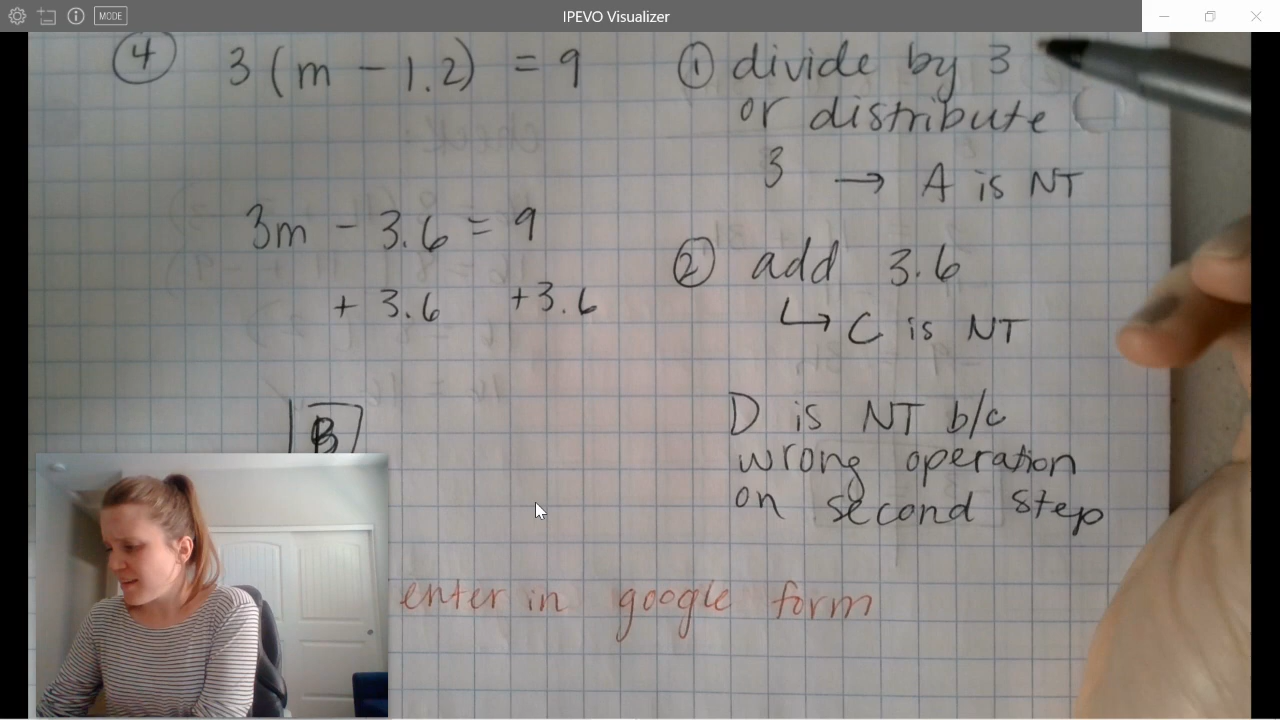 MODE
IPEVO Visualizer
4 3(m - 1.2) = 9
3m - 3.6 = 9
+ 3.6 +3.6
B
1 divide by 3
or distribute
3 → A is NT
2 add 3.6
↳ C is NT
D is NT b/c
wrong operation
on second step
enter in google form